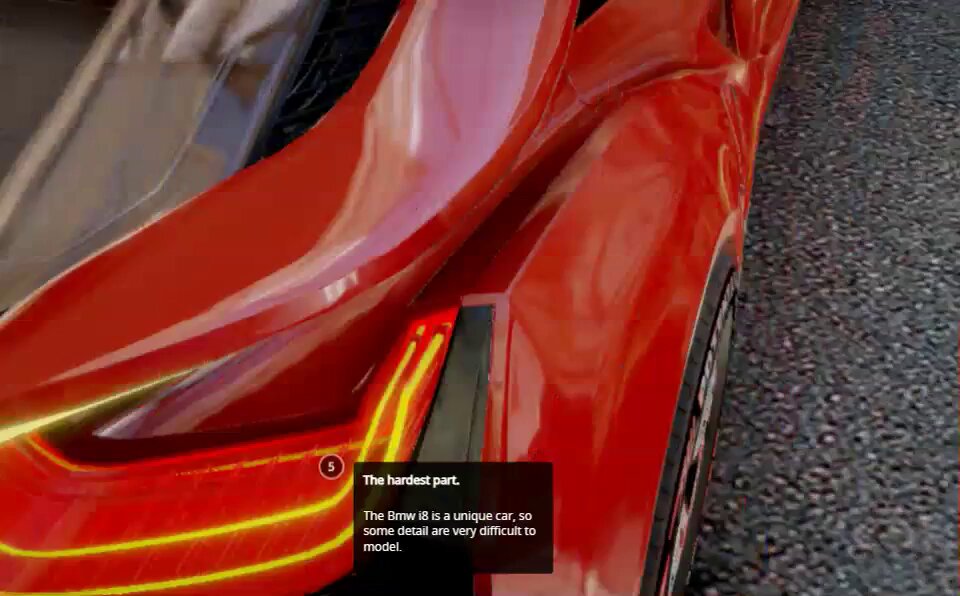 5
The hardest part.
The Bmw i8 is a unique car, so
some detail are very difficult to
model.